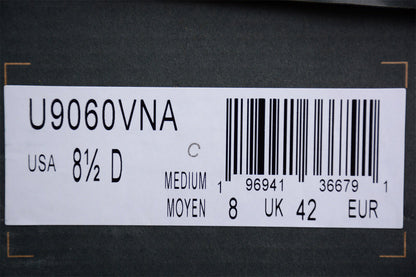 U9060VNA
USA 8½ D
C
MEDIUM
MOYEN
1 96941 36679 1
8 UK 42 EUR